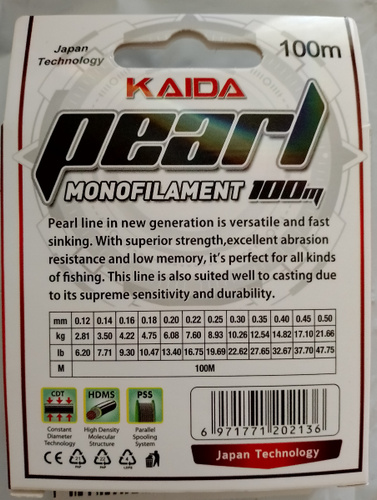 Japan
Technology
100m
KAIDA
pearl
MONOFILAMENT 100m
Pearl line in new generation is versatile and fast
sinking. With superior strength,excellent abrasion
resistance and low memory, it's perfect for all kinds
of fishing. This line is also suited well to casting due
to its supreme sensitivity and durability.
mm 0.12 0.14 0.16 0.18 0.20 0.22 0.25 0.30 0.35 0.40 0.45 0.50
kg 2.81 3.50 4.22 4.75 6.08 7.60 8.93 10.26 12.54 14.82 17.10 21.66
lb 6.20 7.71 9.30 10.47 13.40 16.75 19.69 22.62 27.65 32.67 37.70 47.75
M 100M
CDT HDMS PSS
Constant Diameter Technology
High Density Molecular Structure
Parallel Spooling System
6 971771 202136
Japan Technology